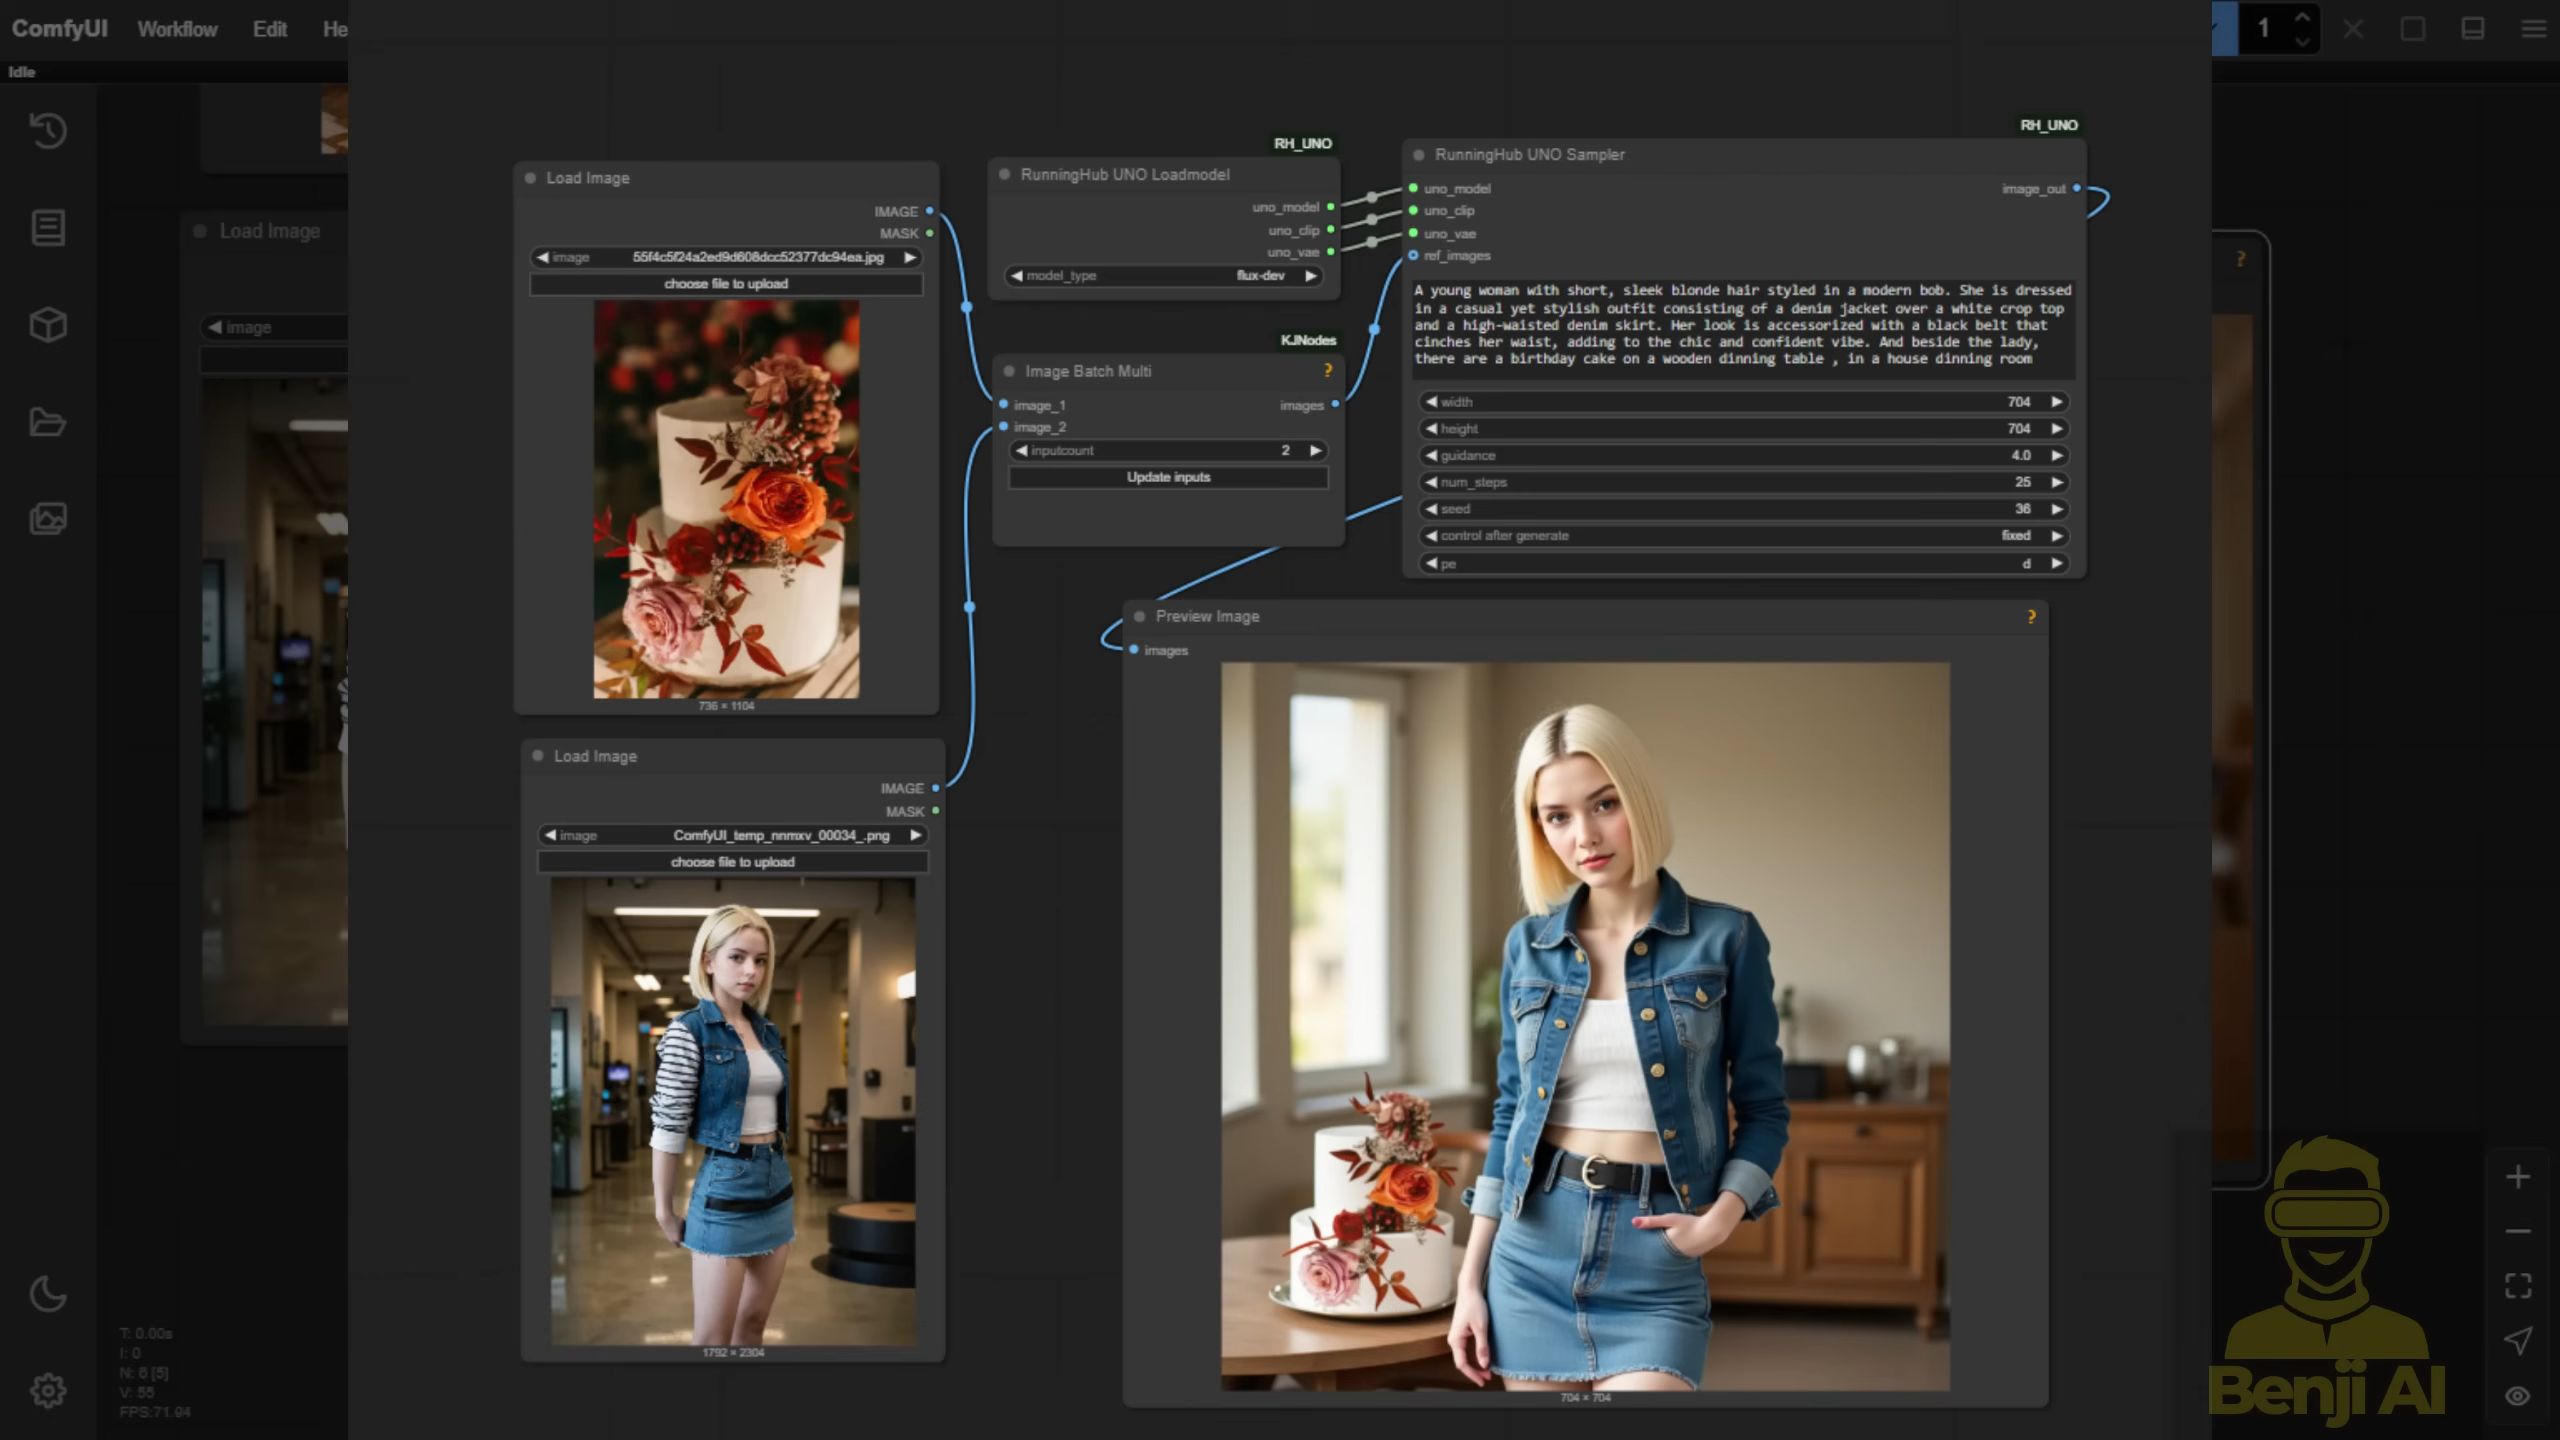 ComfyUI
Workflow
Edit
He
1
Idle
Load Image
image
RH_UNO
RH_UNO
Load Image
IMAGE
MASK
image 55f4c5f24a2ed9d608dcc52377dc94ea.jpg
choose file to upload
736 × 1104
RunningHub UNO Loadmodel
uno_model
uno_clip
uno_vae
model_type flux-dev
KJNodes
Image Batch Multi ?
image_1 images
image_2
inputcount 2
Update inputs
RunningHub UNO Sampler
uno_model image_out
uno_clip
uno_vae
ref_images
A young woman with short, sleek blonde hair styled in a modern bob. She is dressed
in a casual yet stylish outfit consisting of a denim jacket over a white crop top
and a high-waisted denim skirt. Her look is accessorized with a black belt that
cinches her waist, adding to the chic and confident vibe. And beside the lady,
there are a birthday cake on a wooden dinning table , in a house dinning room
width 704
height 704
guidance 4.0
num_steps 25
seed 36
control after generate fixed
pe d
?
Load Image
IMAGE
MASK
image ComfyUI_temp_nnmxv_00034_.png
choose file to upload
1792 × 2304
Preview Image ?
images
704 × 704
T: 0.00s
I: 0
N: 6 [5]
V: 55
FPS:71.94
Benji AI